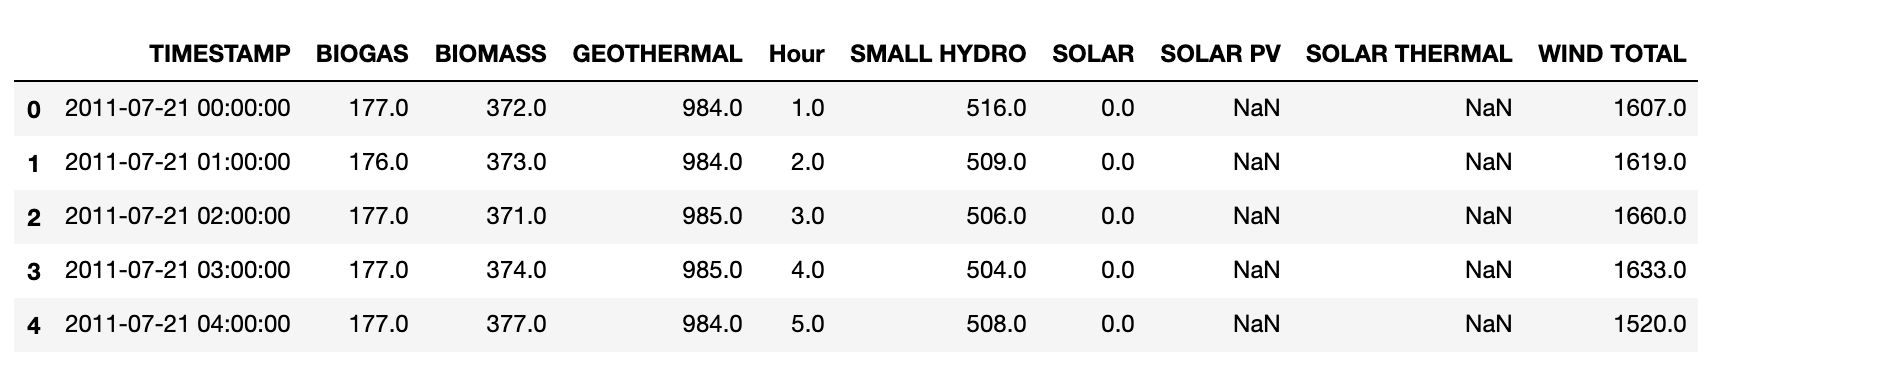 TIMESTAMP BIOGAS BIOMASS GEOTHERMAL Hour SMALL HYDRO SOLAR SOLAR PV SOLAR THERMAL WIND TOTAL
0 2011-07-21 00:00:00 177.0 372.0 984.0 1.0 516.0 0.0 NaN NaN 1607.0
1 2011-07-21 01:00:00 176.0 373.0 984.0 2.0 509.0 0.0 NaN NaN 1619.0
2 2011-07-21 02:00:00 177.0 371.0 985.0 3.0 506.0 0.0 NaN NaN 1660.0
3 2011-07-21 03:00:00 177.0 374.0 985.0 4.0 504.0 0.0 NaN NaN 1633.0
4 2011-07-21 04:00:00 177.0 377.0 984.0 5.0 508.0 0.0 NaN NaN 1520.0